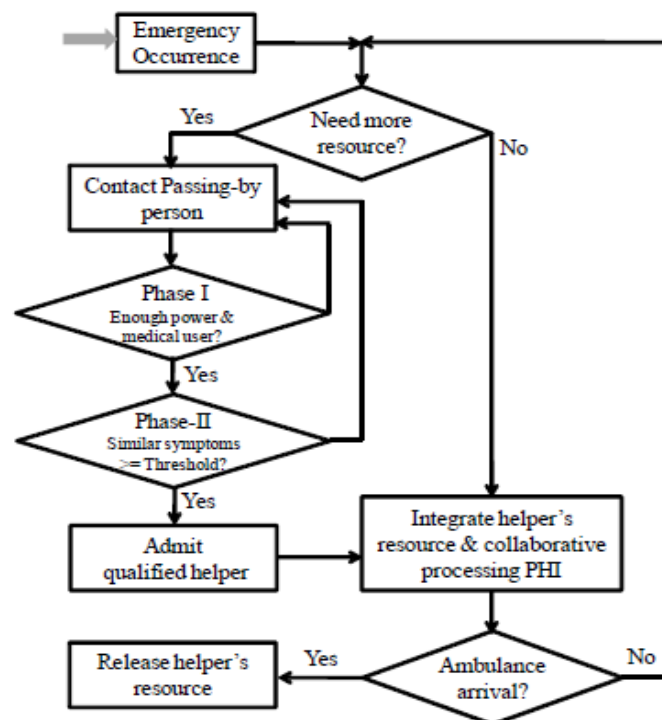 Emergency
Occurrence
Need more
resource?
Yes
No
Contact Passing-by
person
Phase I
Enough power &
medical user?
Yes
Phase-II
Similar symptoms
>= Threshold?
Yes
Admit
qualified helper
Integrate helper's
resource & collaborative
processing PHI
Ambulance
arrival?
Yes
No
Release helper's
resource